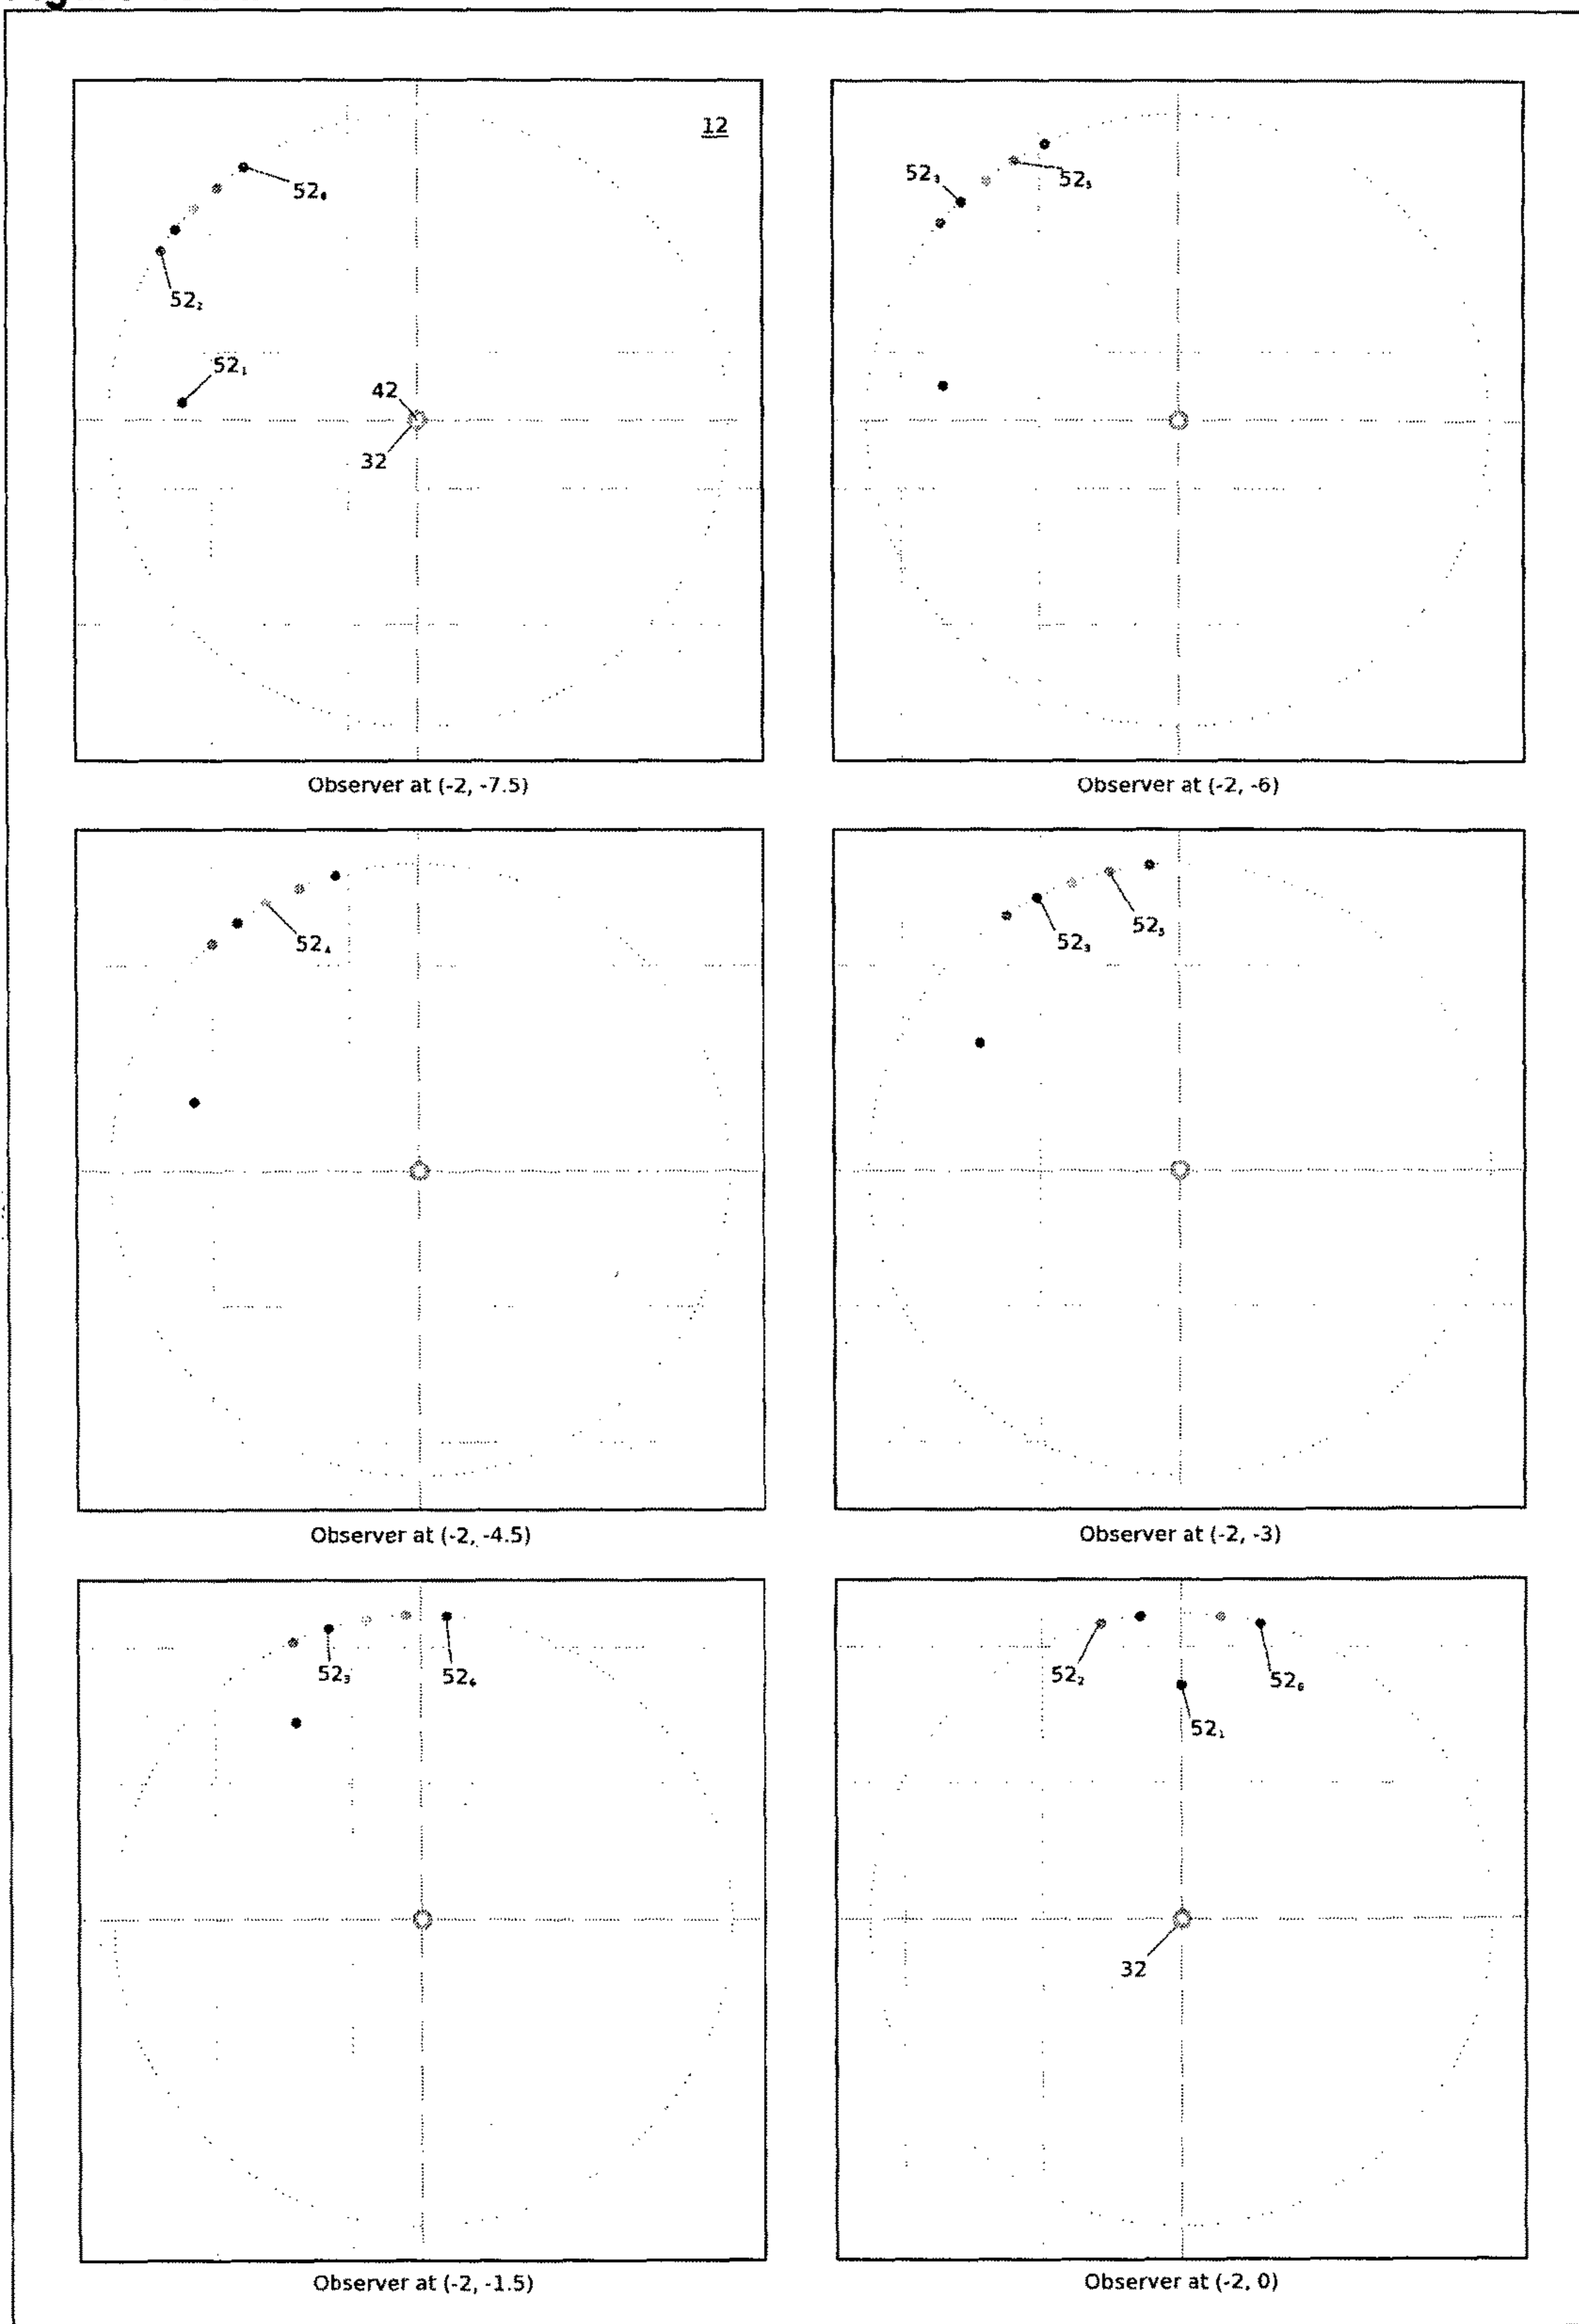 12
52₆
52₂
52₁
42
32
Observer at (-2, -7.5)
52₃
52₅
Observer at (-2, -6)
52₄
Observer at (-2, -4.5)
52₃
52₅
Observer at (-2, -3)
52₃
52₆
Observer at (-2, -1.5)
52₂
52₆
52₁
32
Observer at (-2, 0)